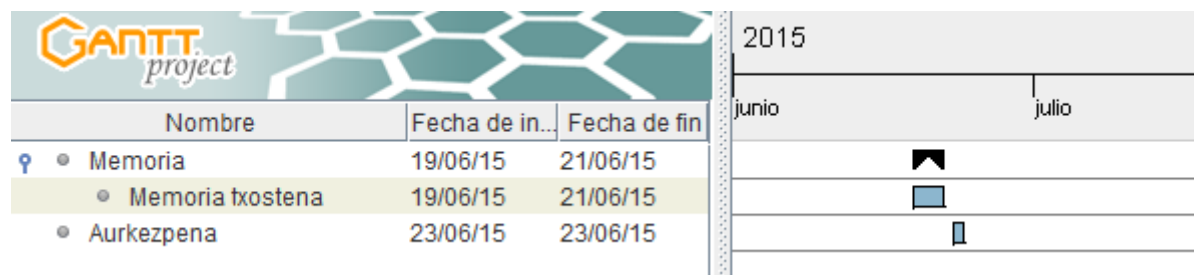 GANTT
project
2015
junio julio
Nombre Fecha de in... Fecha de fin
Memoria 19/06/15 21/06/15
Memoria txostena 19/06/15 21/06/15
Aurkezpena 23/06/15 23/06/15